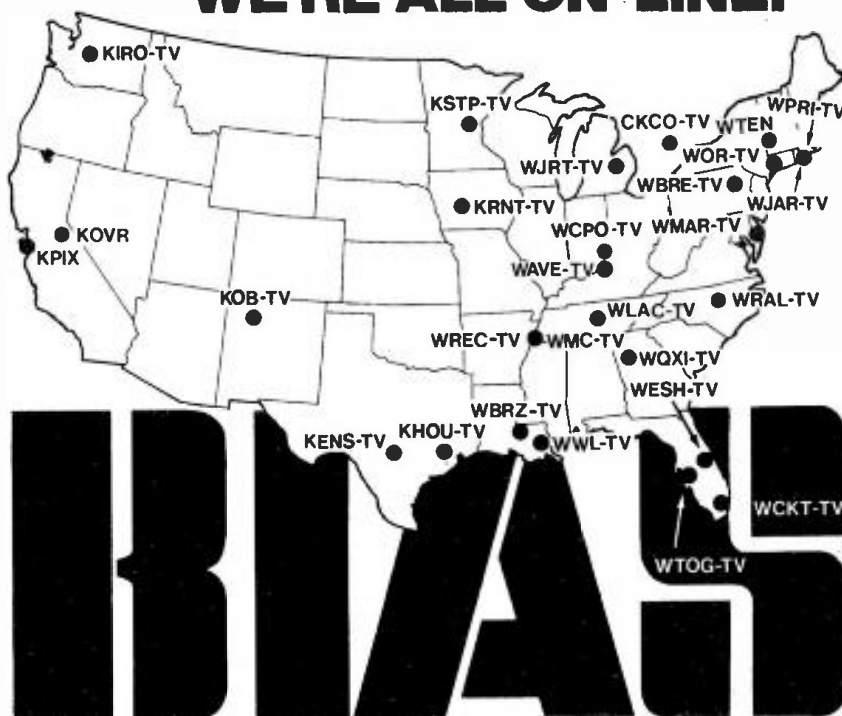 WE'RE ALL ON-LINE!
KIRO-TV
KSTP-TV
CKCO-TV
WTEN
WPRI-TV
WJRT-TV
WOR-TV
WBRE-TV
WJAR-TV
KRNT-TV
WCPO-TV
WMAR-TV
KOVR
KPIX
WAVE-TV
KOB-TV
WLAC-TV
WRAL-TV
WREC-TV
WMC-TV
WQXI-TV
WESH-TV
WBRZ-TV
KENS-TV
KHOU-TV
WWL-TV
WCKT-TV
WTOG-TV
BIAS